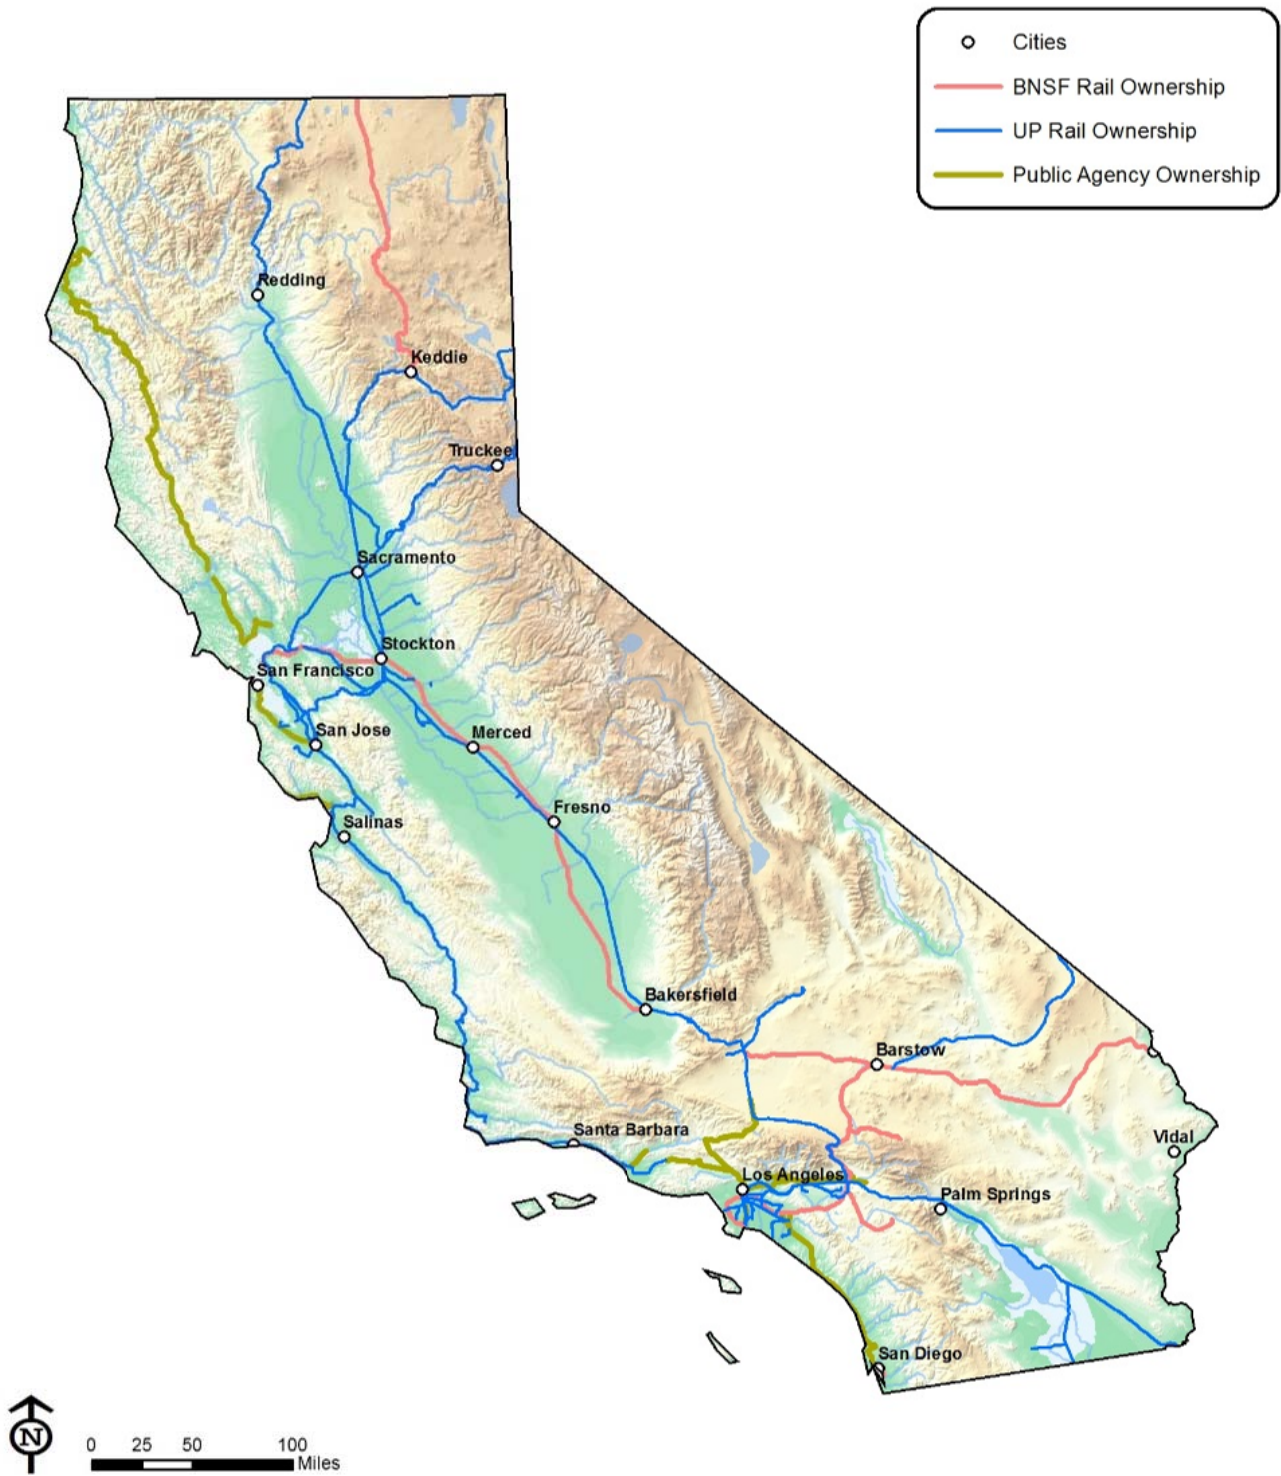 Cities
BNSF Rail Ownership
UP Rail Ownership
Public Agency Ownership
Redding
Keddie
Truckee
Sacramento
Stockton
San Francisco
San Jose
Merced
Fresno
Salinas
Bakersfield
Barstow
Santa Barbara
Vidal
Los Angeles
Palm Springs
San Diego
N
0 25 50 100
Miles